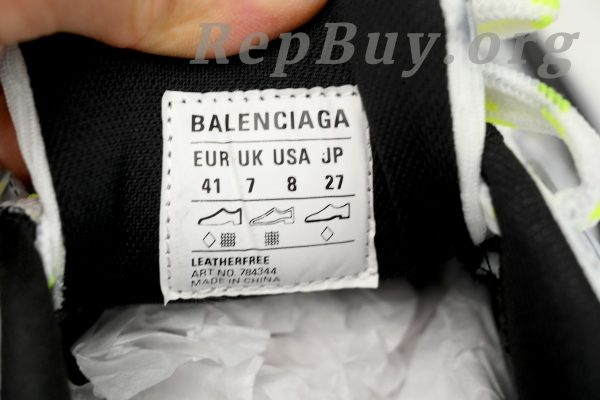 RepBuy.org
BALENCIAGA
EUR UK USA JP
41 7 8 27
LEATHERFREE
ART NO. 784344
MADE IN CHINA